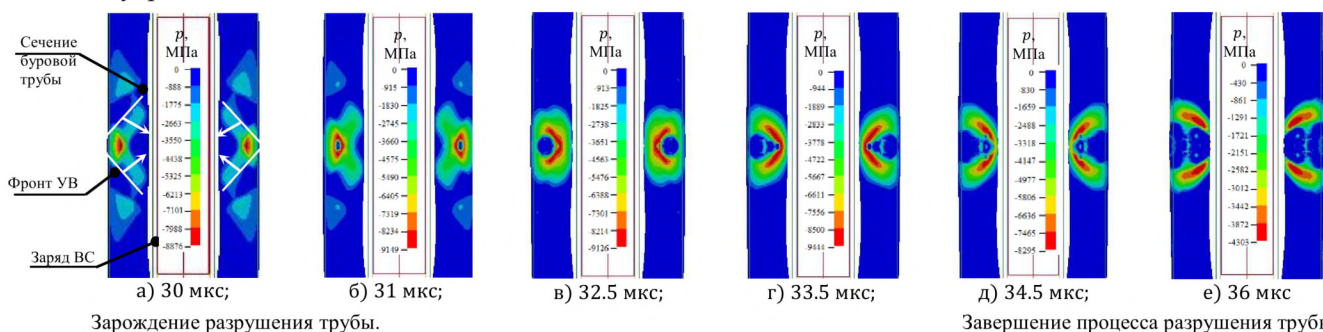 Сечение
буровой
трубы
Фронт УВ
Заряд ВС
p,
МПа
0
-888
-1775
-2663
-3550
-4438
-5325
-6213
-7101
-7988
-8876
а) 30 мкс;
p,
МПа
0
-915
-1830
-2745
-3660
-4575
-5490
-6405
-7319
-8234
-9149
б) 31 мкс;
p,
МПа
0
-913
-1825
-2738
-3651
-4563
-5476
-6388
-7301
-8214
-9126
в) 32.5 мкс;
p,
МПа
0
-944
-1889
-2833
-3778
-4722
-5667
-6611
-7556
-8500
-9444
г) 33.5 мкс;
p,
МПа
0
-830
-1659
-2488
-3318
-4147
-4977
-5806
-6636
-7465
-8295
д) 34.5 мкс;
p,
МПа
0
-430
-861
-1291
-1721
-2152
-2582
-3012
-3442
-3872
-4303
е) 36 мкс
Зарождение разрушения трубы.
Завершение процесса разрушения трубы